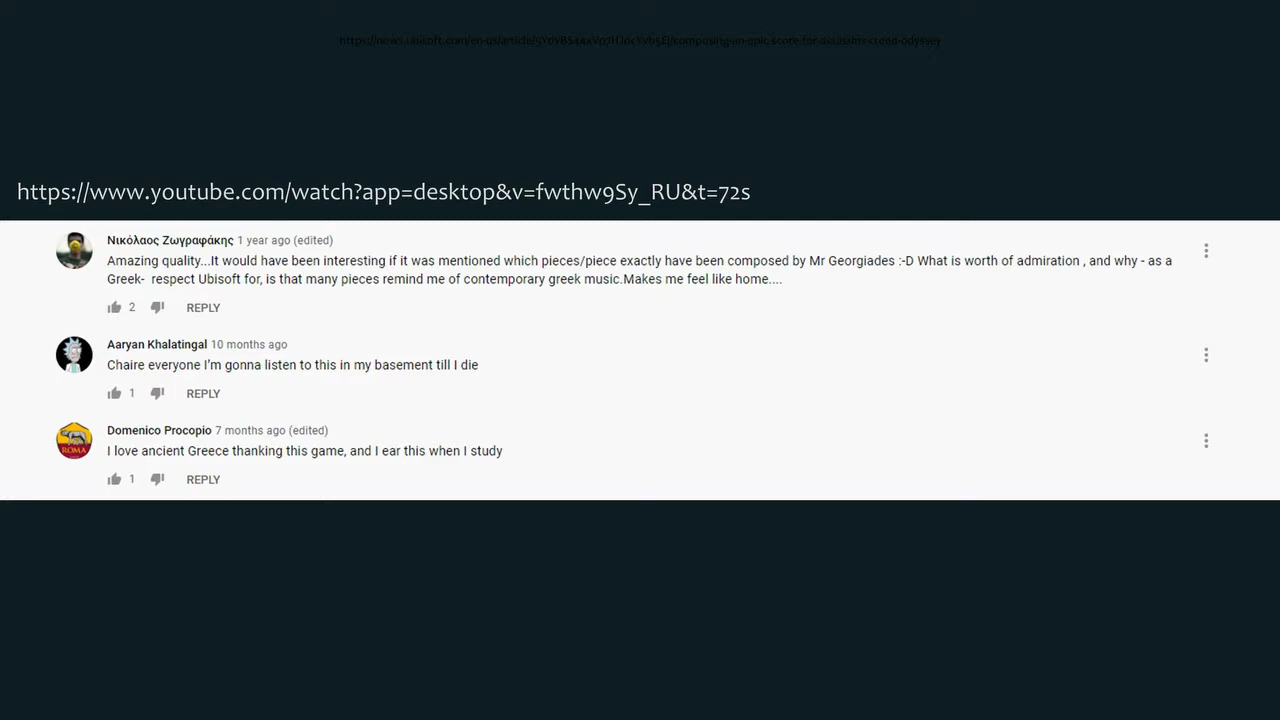 https://www.youtube.com/watch?app=desktop&v=fwthw9Sy_RU&t=72s
Νικόλαος Ζωγραφάκης 1 year ago (edited)
Amazing quality...It would have been interesting if it was mentioned which pieces/piece exactly have been composed by Mr Georgiades :-D What is worth of admiration , and why - as a
Greek- respect Ubisoft for, is that many pieces remind me of contemporary greek music.Makes me feel like home....
2 REPLY
Aaryan Khalatingal 10 months ago
Chaire everyone I'm gonna listen to this in my basement till I die
1 REPLY
Domenico Procopio 7 months ago (edited)
ROMA
I love ancient Greece thanking this game, and I ear this when I study
1 REPLY